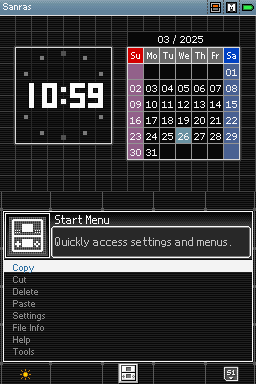 Sanras
M
03 / 2025
Su Mo Tu We Th Fr Sa
01
02 03 04 05 06 07 08
09 10 11 12 13 14 15
16 17 18 19 20 21 22
23 24 25 26 27 28 29
30 31
10:59
Start Menu
Quickly access settings and menus.
Copy
Cut
Delete
Paste
Settings
File Info
Help
Tools
S1